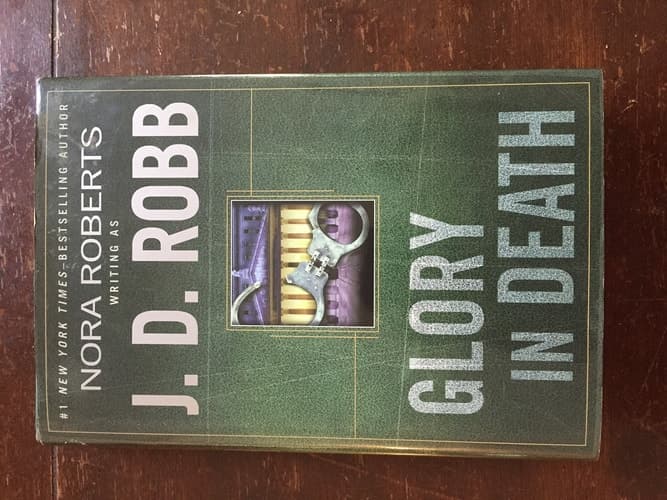 #1 NEW YORK TIMES–BESTSELLING AUTHOR
NORA ROBERTS
WRITING AS
J. D. ROBB
GLORY
IN DEATH